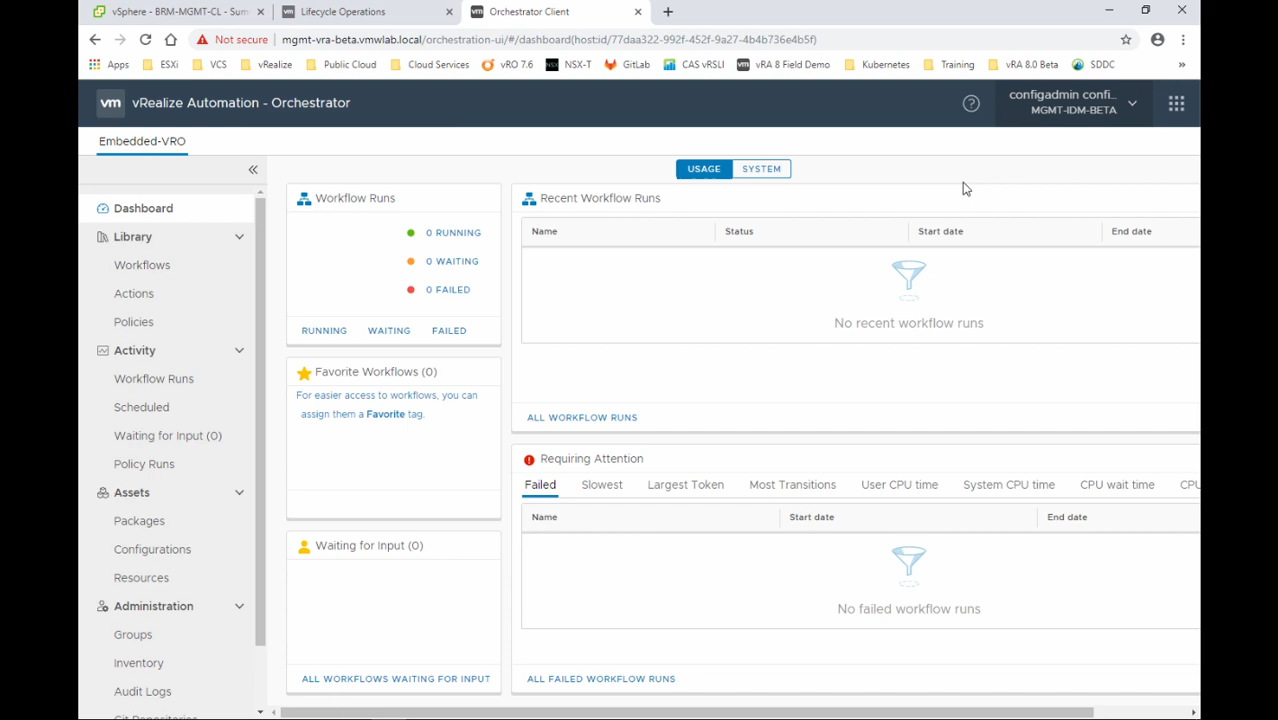 vSphere - BRM-MGMT-CL - Sum
Lifecycle Operations
Orchestrator Client
Not secure
mgmt-vra-beta.vmwlab.local/orchestration-ui/#/dashboard(host:id/77daa322-992f-452f-9a27-4b4b736e4b5f)
Apps
ESXi
VCS
vRealize
Public Cloud
Cloud Services
vRO 7.6
NSX-T
GitLab
CAS vRSLI
vRA 8 Field Demo
Kubernetes
Training
vRA 8.0 Beta
SDDC
»
vm
vRealize Automation - Orchestrator
configadmin confi...
MGMT-IDM-BETA
Embedded-VRO
USAGE
SYSTEM
Dashboard
Library
Workflows
Actions
Policies
Activity
Workflow Runs
Scheduled
Waiting for Input (0)
Policy Runs
Assets
Packages
Configurations
Resources
Administration
Groups
Inventory
Audit Logs
Git Repositories
Workflow Runs
0 RUNNING
0 WAITING
0 FAILED
RUNNING WAITING FAILED
Favorite Workflows (0)
For easier access to workflows, you can
assign them a Favorite tag.
Waiting for Input (0)
ALL WORKFLOWS WAITING FOR INPUT
Recent Workflow Runs
Name Status Start date End date
No recent workflow runs
ALL WORKFLOW RUNS
Requiring Attention
Failed Slowest Largest Token Most Transitions User CPU time System CPU time CPU wait time CPU
Name Start date End date
No failed workflow runs
ALL FAILED WORKFLOW RUNS